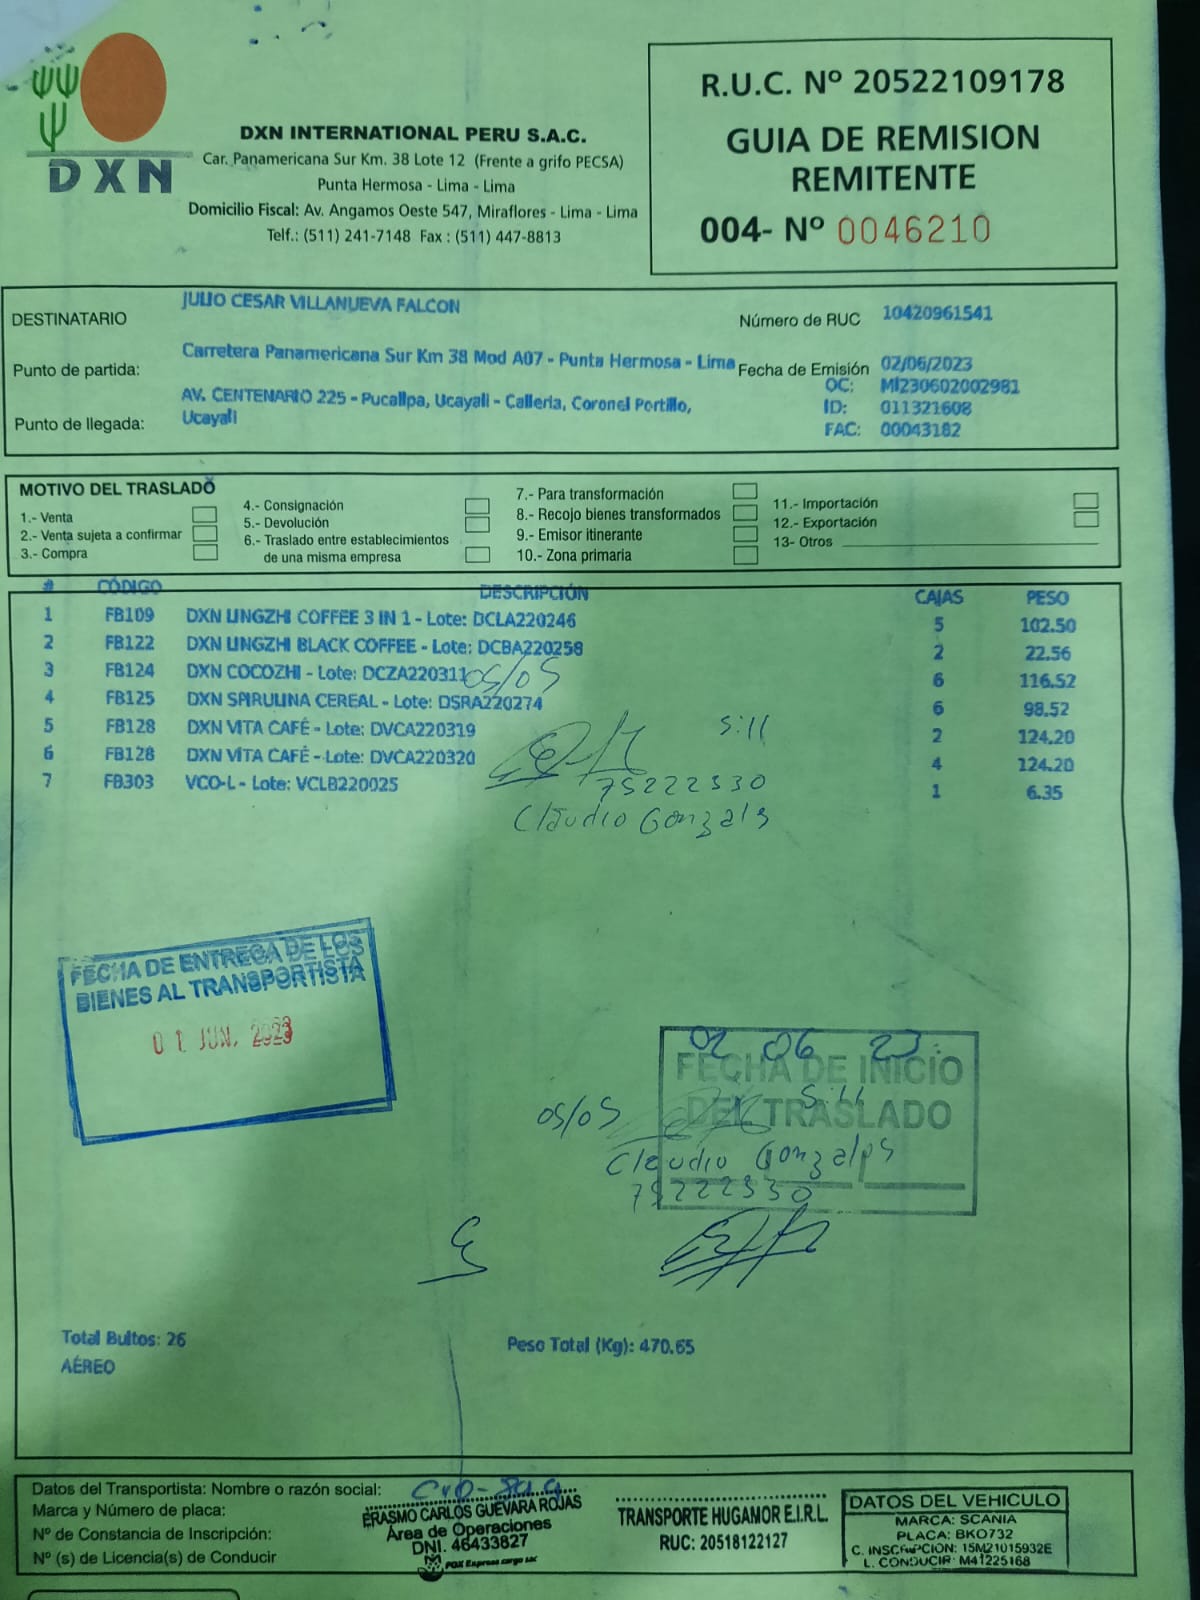 DXN
DXN INTERNATIONAL PERU S.A.C.
Car. Panamericana Sur Km. 38 Lote 12 (Frente a grifo PECSA)
Punta Hermosa - Lima - Lima
Domicilio Fiscal: Av. Angamos Oeste 547, Miraflores - Lima - Lima
Telf.: (511) 241-7148 Fax : (511) 447-8813
R.U.C. Nº 20522109178
GUIA DE REMISION
REMITENTE
004- Nº 0046210
DESTINATARIO JULIO CESAR VILLANUEVA FALCON Número de RUC 10420961541
Punto de partida: Carretera Panamericana Sur Km 38 Mod A07 - Punta Hermosa - Lima Fecha de Emisión 02/06/2023
OC: MI230602002981
Punto de llegada: AV. CENTENARIO 225 - Pucallpa, Ucayali - Calleria, Coronel Portillo,
Ucayali
ID: 011321608
FAC: 00043182
MOTIVO DEL TRASLADO
1.- Venta
2.- Venta sujeta a confirmar
3.- Compra
4.- Consignación
5.- Devolución
6.- Traslado entre establecimientos
de una misma empresa
7.- Para transformación
8.- Recojo bienes transformados
9.- Emisor itinerante
10.- Zona primaria
11.- Importación
12.- Exportación
13- Otros
# CÓDIGO DESCRIPCIÓN CAJAS PESO
1 FB109 DXN LINGZHI COFFEE 3 IN 1 - Lote: DCLA220246 5 102.50
2 FB122 DXN LINGZHI BLACK COFFEE - Lote: DCBA220258 2 22.56
3 FB124 DXN COCOZHI - Lote: DCZA220311 6 116.52
05/05
4 FB125 DXN SPIRULINA CEREAL - Lote: DSRA220274 6 98.52
5 FB128 DXN VITA CAFÉ - Lote: DVCA220319 2 124.20
5:11
6 FB128 DXN VITA CAFÉ - Lote: DVCA220320 4 124.20
7 FB303 VCO-L - Lote: VCLB220025 1 6.35
75222330
Claudio Gonzals
FECHA DE ENTREGA DE LOS
BIENES AL TRANSPORTISTA
JUN. 2023
02 06 23
FECHA DE INICIO
DEL TRASLADO
05/05 5:11
Claudio Gonzalps
75222330
Total Bultos: 26 Peso Total (Kg): 470.65
AÉREO
Datos del Transportista: Nombre o razón social:
Marca y Número de placa:
Nº de Constancia de Inscripción:
Nº (s) de Licencia(s) de Conducir
ERASMO CARLOS GUEVARA ROJAS
Área de Operaciones
DNI. 46433827
TRANSPORTE HUGAMOR E.I.R.L.
RUC: 20518122127
DATOS DEL VEHICULO
MARCA: SCANIA
PLACA: BKO732
C. INSCRIPCION: 15M21015932E
L. CONDUCIR: M41225168